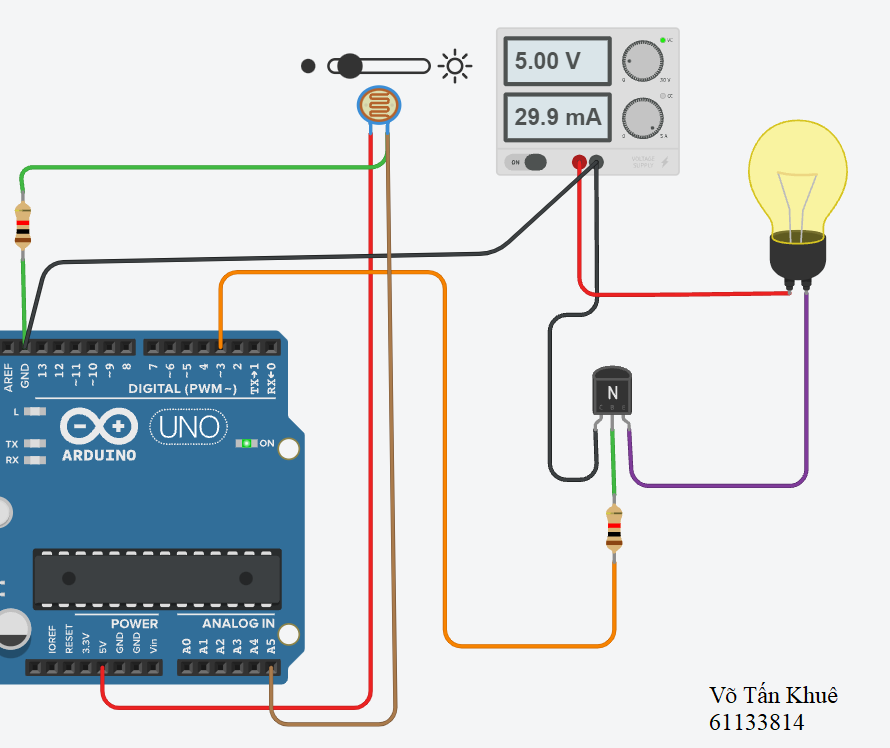 5.00 V
29.9 mA
ON
VOLTAGE
SUPPLY
AREF
GND
13
12
~11
~10
~9
8
7
~6
~5
4
~3
2
TX→1
RX←0
DIGITAL (PWM~)
L
TX
RX
UNO
ON
ARDUINO
N
C B E
POWER
ANALOG IN
IOREF
RESET
3.3V
5V
GND
GND
Vin
A0
A1
A2
A3
A4
A5
Võ Tấn Khuê
61133814